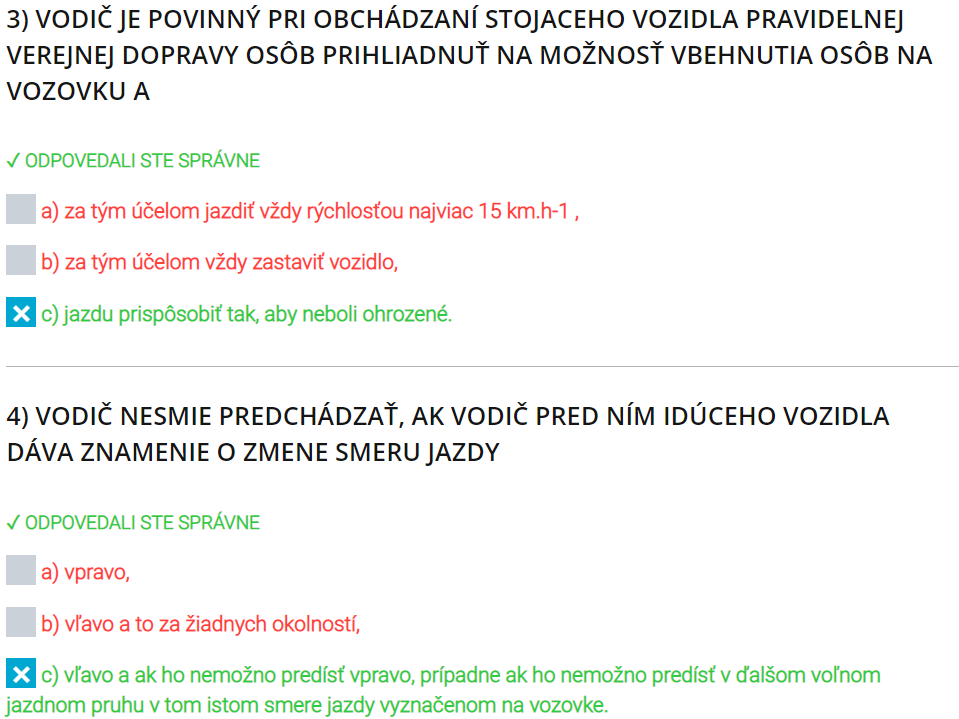 3) VODIČ JE POVINNÝ PRI OBCHÁDZANÍ STOJACEHO VOZIDLA PRAVIDELNEJ
VEREJNEJ DOPRAVY OSÔB PRIHLIADNUŤ NA MOŽNOSŤ VBEHNUTIA OSÔB NA
VOZOVKU A
✓ ODPOVEDALI STE SPRÁVNE
a) za tým účelom jazdiť vždy rýchlosťou najviac 15 km.h-1 ,
b) za tým účelom vždy zastaviť vozidlo,
c) jazdu prispôsobiť tak, aby neboli ohrozené.
4) VODIČ NESMIE PREDCHÁDZAŤ, AK VODIČ PRED NÍM IDÚCEHO VOZIDLA
DÁVA ZNAMENIE O ZMENE SMERU JAZDY
✓ ODPOVEDALI STE SPRÁVNE
a) vpravo,
b) vľavo a to za žiadnych okolností,
c) vľavo a ak ho nemožno predísť vpravo, prípadne ak ho nemožno predísť v ďalšom voľnom
jazdnom pruhu v tom istom smere jazdy vyznačenom na vozovke.